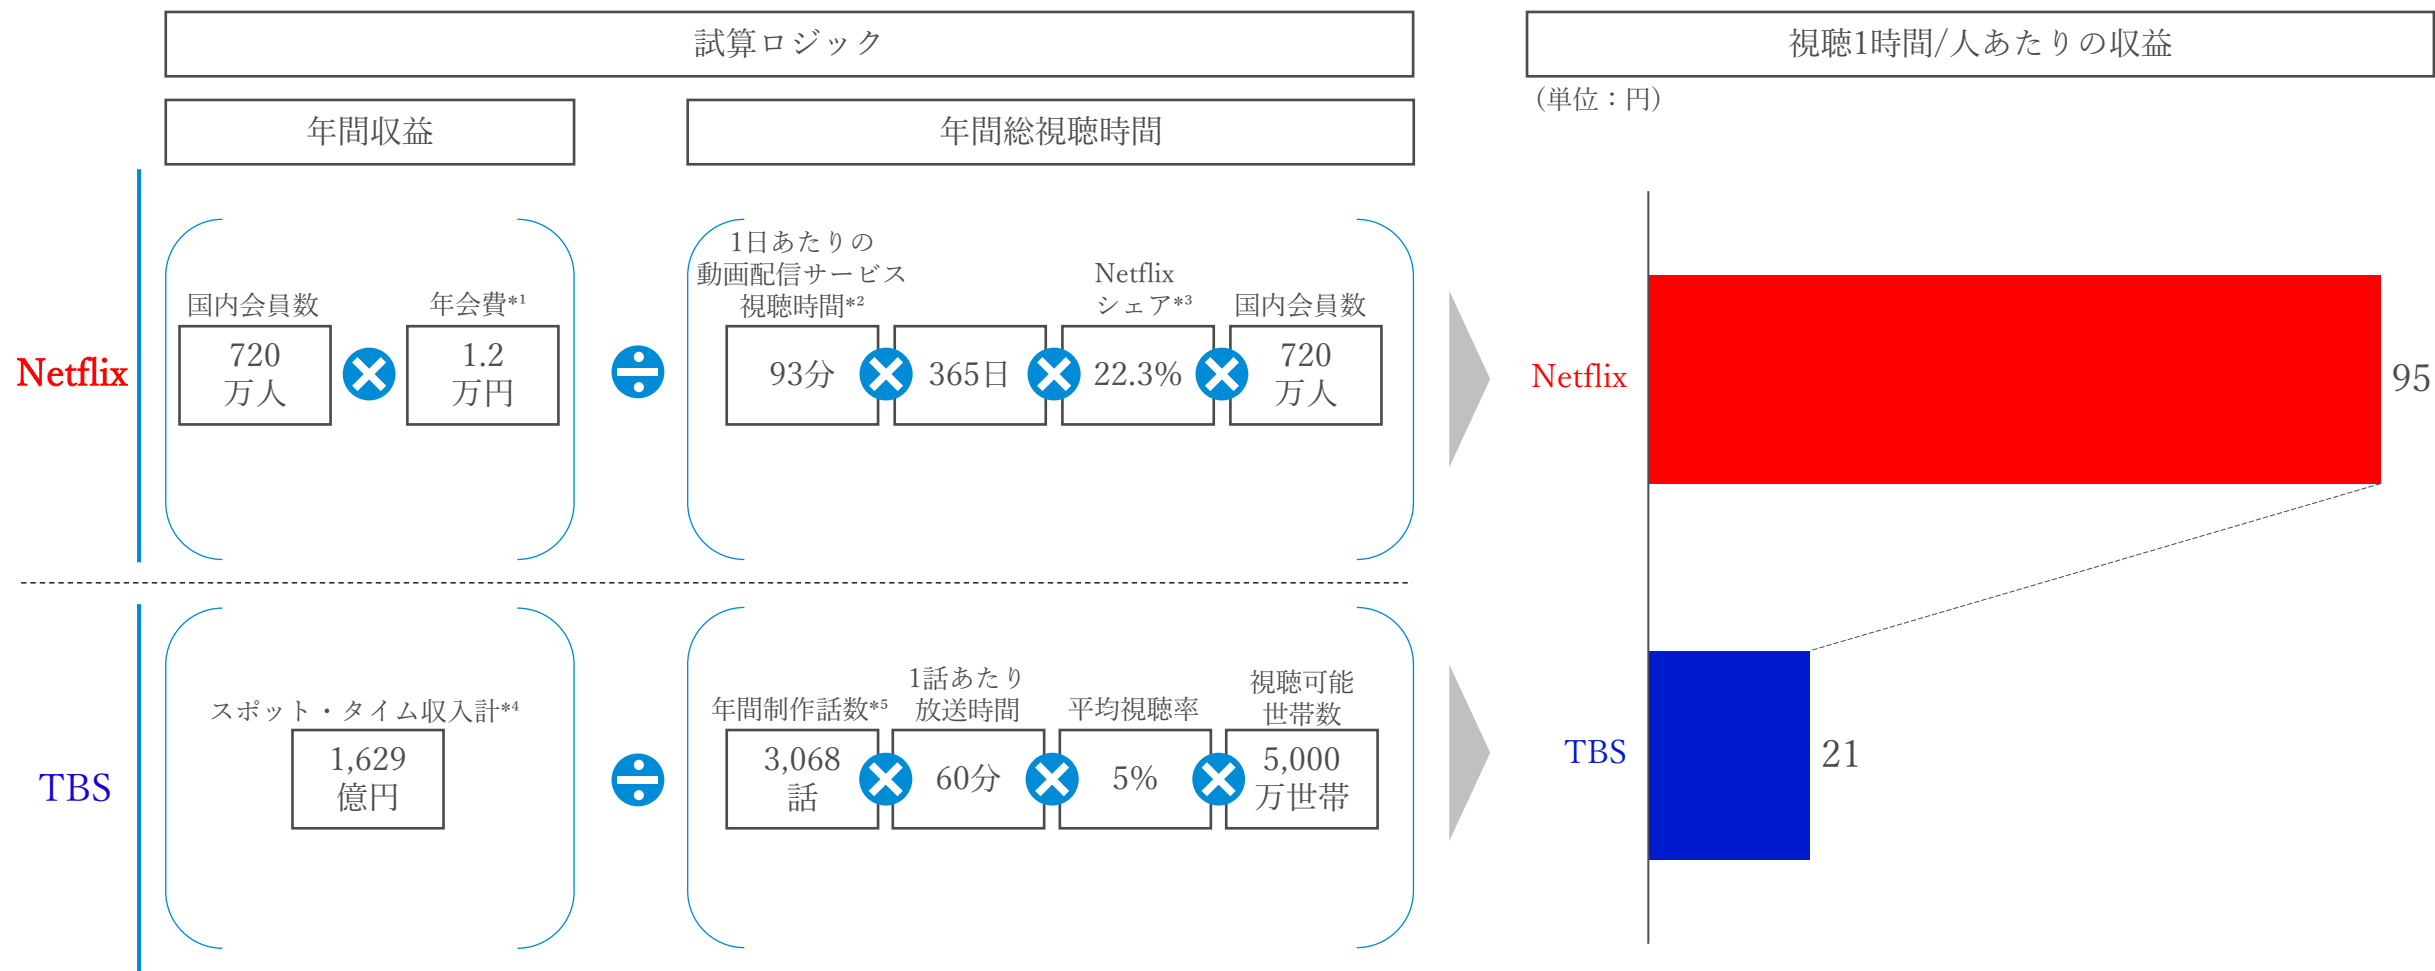 試算ロジック
視聴1時間/人あたりの収益
(単位：円)
年間収益
年間総視聴時間
Netflix
国内会員数
720
万人
年会費*1
1.2
万円
1日あたりの
動画配信サービス
視聴時間*2
93分
365日
Netflix
シェア*3
22.3%
国内会員数
720
万人
Netflix
95
TBS
スポット・タイム収入計*4
1,629
億円
年間制作話数*5
3,068
話
1話あたり
放送時間
60分
平均視聴率
5%
視聴可能
世帯数
5,000
万世帯
TBS
21